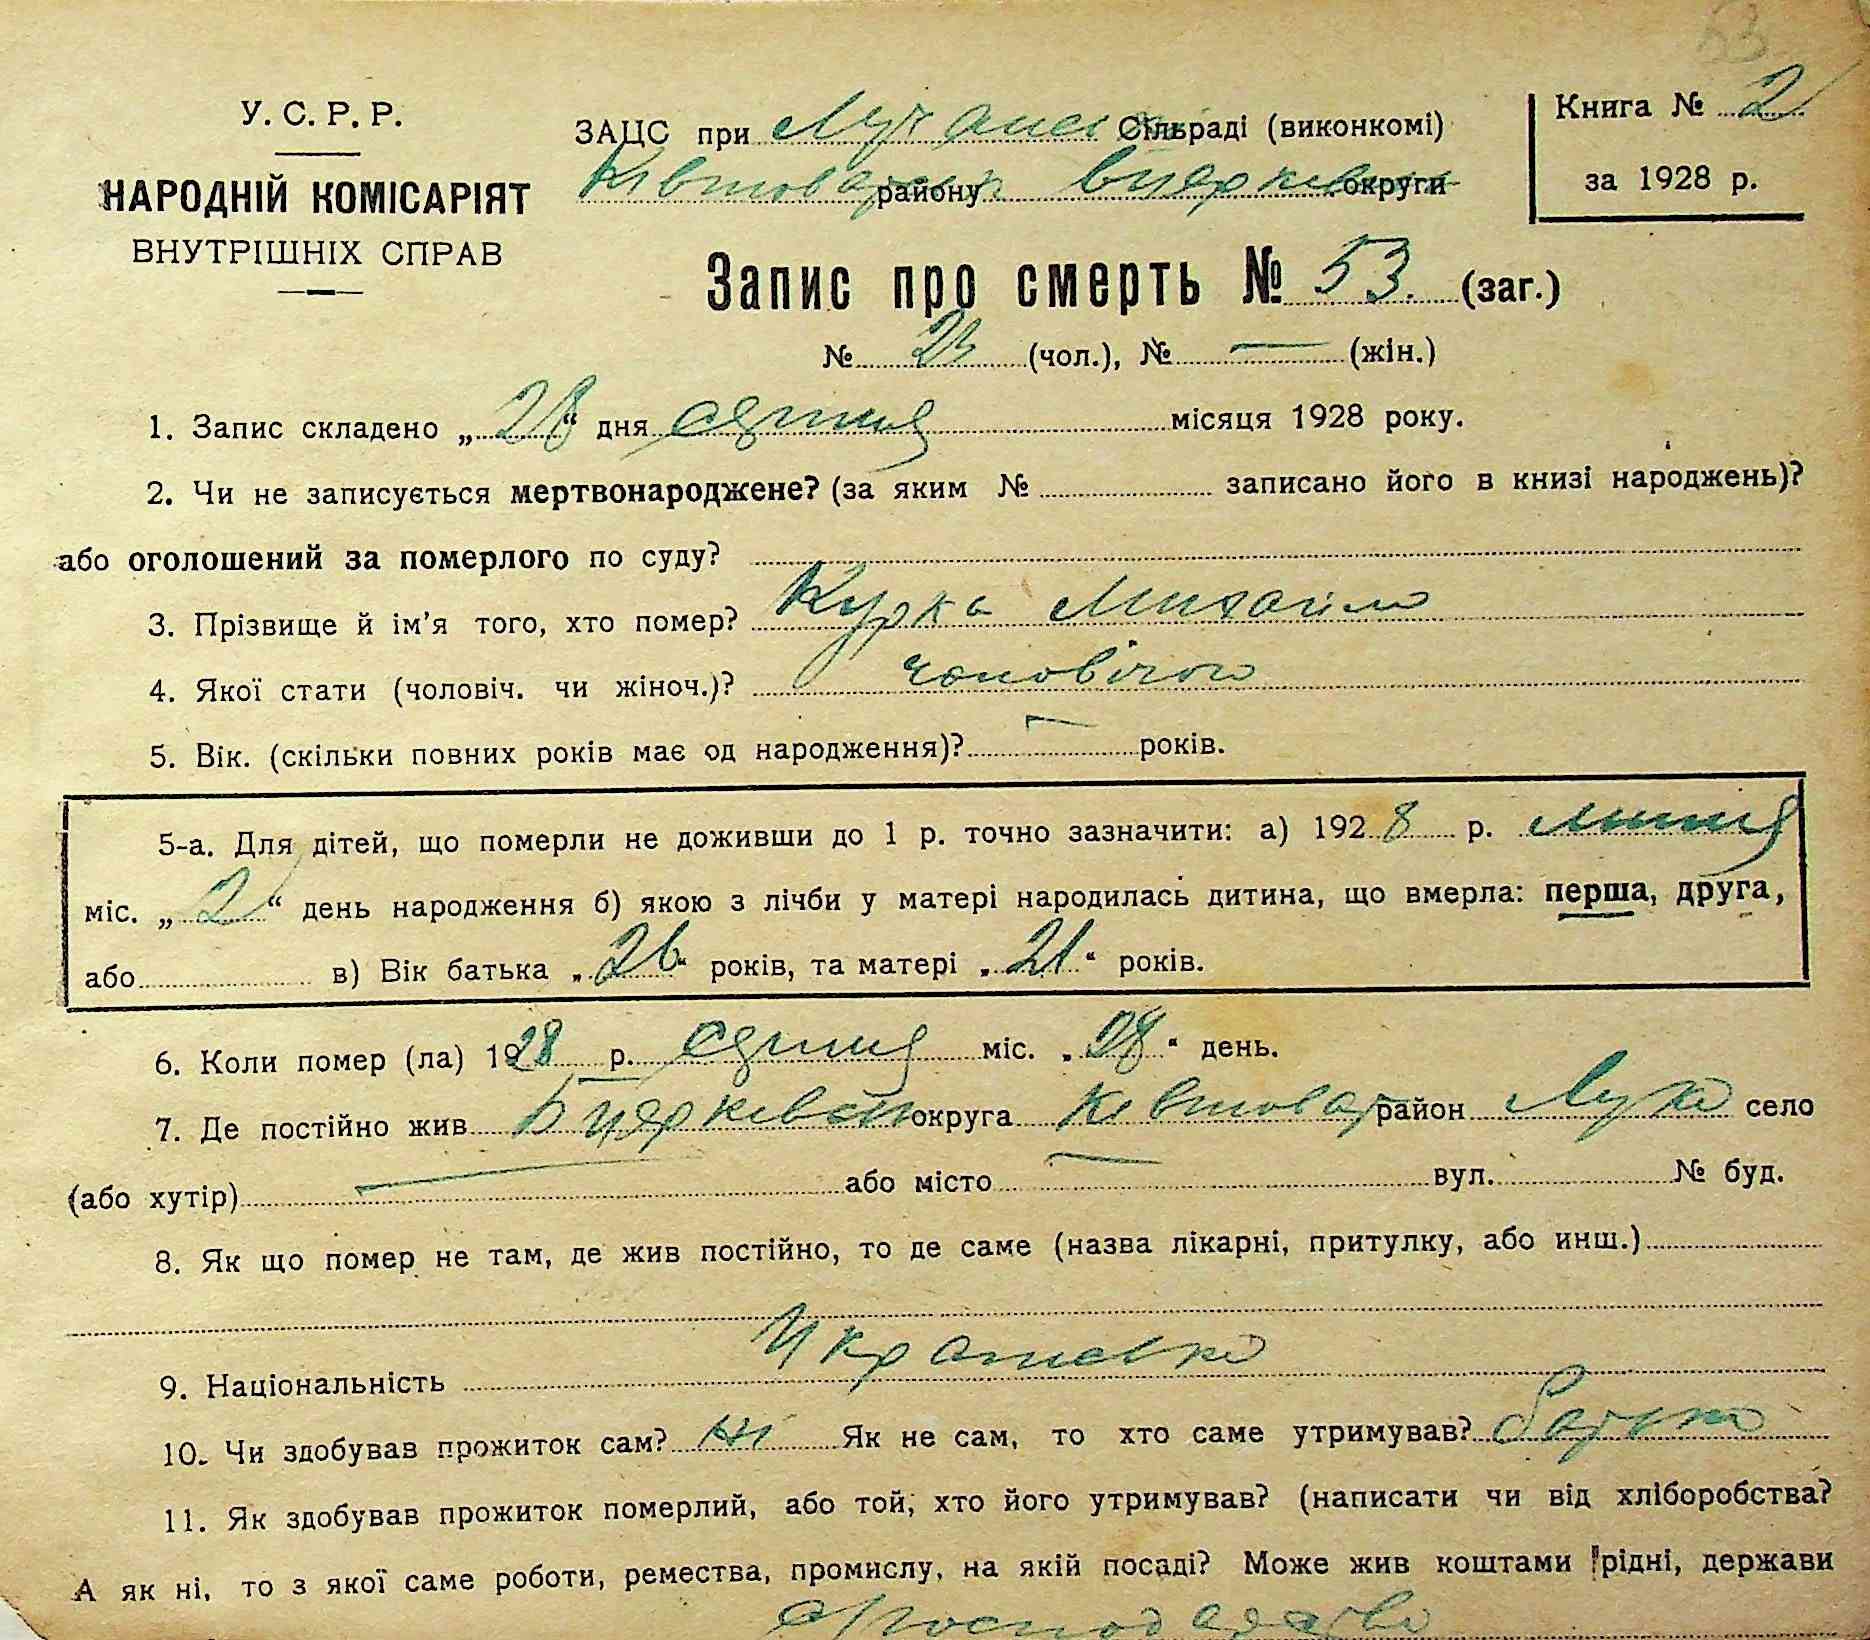 53
У. С. Р. Р.
НАРОДНІЙ КОМІСАРІЯТ
ВНУТРІШНІХ СПРАВ
ЗАЦС при Лучанск Сільраді (виконкомі)
району Бцерківск округи
Книга № 2
за 1928 р.
Запис про смерть № 53 (заг.)
№ 23 (чол.), № — (жін.)
1. Запис складено „28“ дня серпня місяця 1928 року.
2. Чи не записується мертвонароджене? (за яким № записано його в книзі народжень)?
або оголошений за померлого по суду?
3. Прізвище й ім'я того, хто помер? Курка Михайло
4. Якої стати (чоловіч. чи жіноч.)? чоловічого
5. Вік. (скільки повних років має од народження)? — років.
5-а. Для дітей, що померли не доживши до 1 р. точно зазначити: а) 1928 р. липня
міс. „2“ день народження б) якою з лічби у матері народилась дитина, що вмерла: перша, друга,
або в) Вік батька „26“ років, та матері „21“ років.
6. Коли помер (ла) 1928 р. серпня міс. „28“ день.
7. Де постійно жив Бцерківск округа район Лука село
(або хутір) — або місто — вул. № буд.
8. Як що помер не там, де жив постійно, то де саме (назва лікарні, притулку, або инш.)
9. Національність
10. Чи здобував прожиток сам? ні Як не сам, то хто саме утримував? батько
11. Як здобував прожиток померлий, або той, хто його утримував? (написати чи від хліборобства?
А як ні, то з якої саме роботи, ремества, промислу, на якій посаді? Може жив коштами рідні, держави